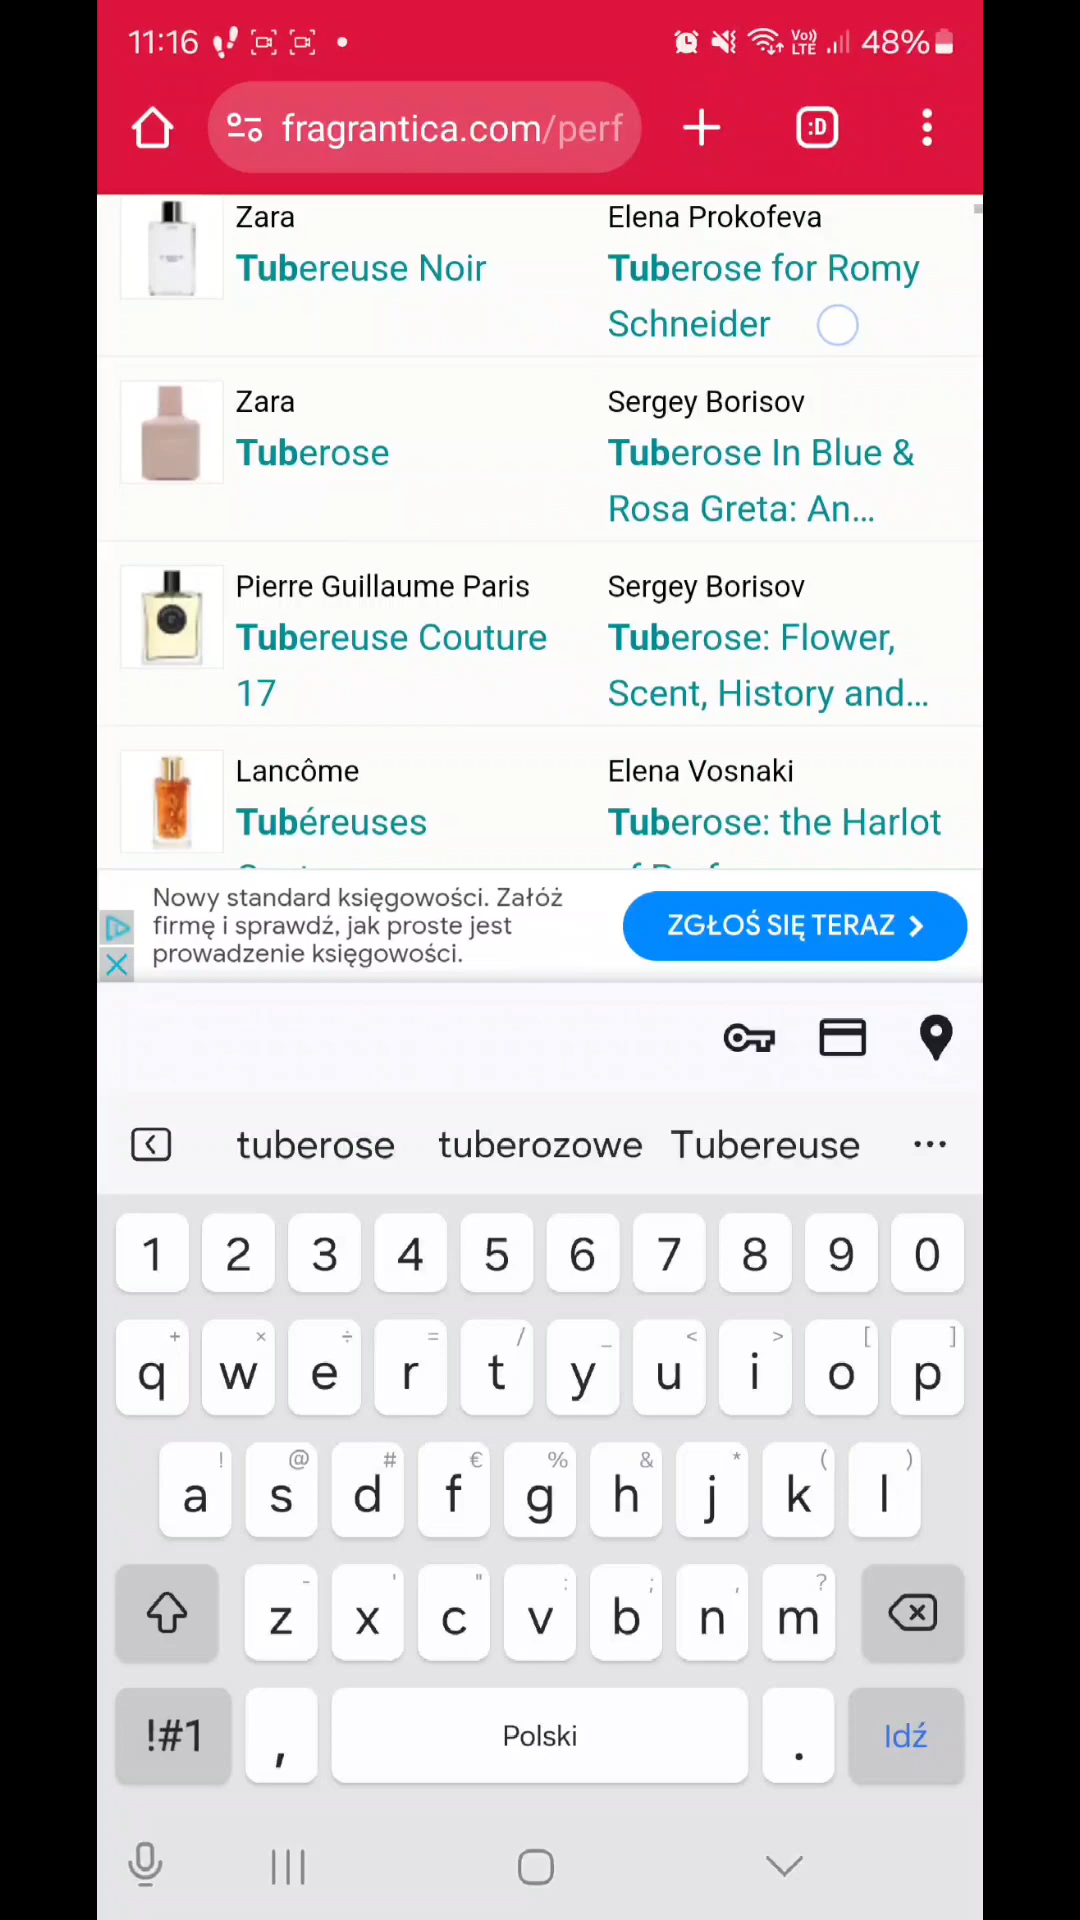 11:16
Vo)) LTE 48%
fragrantica.com/perf
:D
Zara
Tubereuse Noir
Elena Prokofeva
Tuberose for Romy
Schneider
Zara
Tuberose
Sergey Borisov
Tuberose In Blue &
Rosa Greta: An...
Pierre Guillaume Paris
Tubereuse Couture
17
Sergey Borisov
Tuberose: Flower,
Scent, History and...
Lancôme
Tubéreuses
Elena Vosnaki
Tuberose: the Harlot
Nowy standard księgowości. Załóż
firmę i sprawdź, jak proste jest
prowadzenie księgowości.
ZGŁOŚ SIĘ TERAZ
tuberose tuberozowe Tubereuse ...
1 2 3 4 5 6 7 8 9 0
+ × ÷ = / _ < > [ ]
q w e r t y u i o p
! @ # € % & * ( )
a s d f g h j k l
- ' " : ; , ?
z x c v b n m
!#1 , Polski . Idź